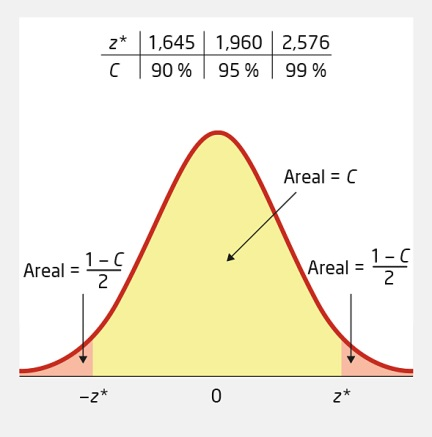 z* 1,645 1,960 2,576
C 90 % 95 % 99 %
Areal = C
Areal = 1 – C
2
Areal = 1 – C
2
–z* 0 z*